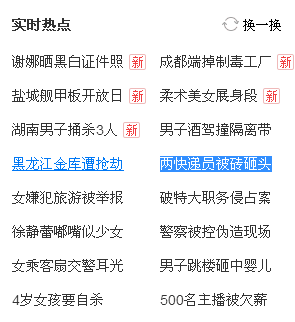 实时热点 换一换
谢娜晒黑白证件照 新 成都端掉制毒工厂 新
盐城舰甲板开放日 新 柔术美女展身段 新
湖南男子捅杀3人 新 男子酒驾撞隔离带
黑龙江金库遭抢劫 两快递员被砖砸头
女嫌犯旅游被举报 破特大职务侵占案
徐静蕾嘟嘴似少女 警察被控伪造现场
女乘客扇交警耳光 男子跳楼砸中婴儿
4岁女孩要自杀 500名主播被欠薪